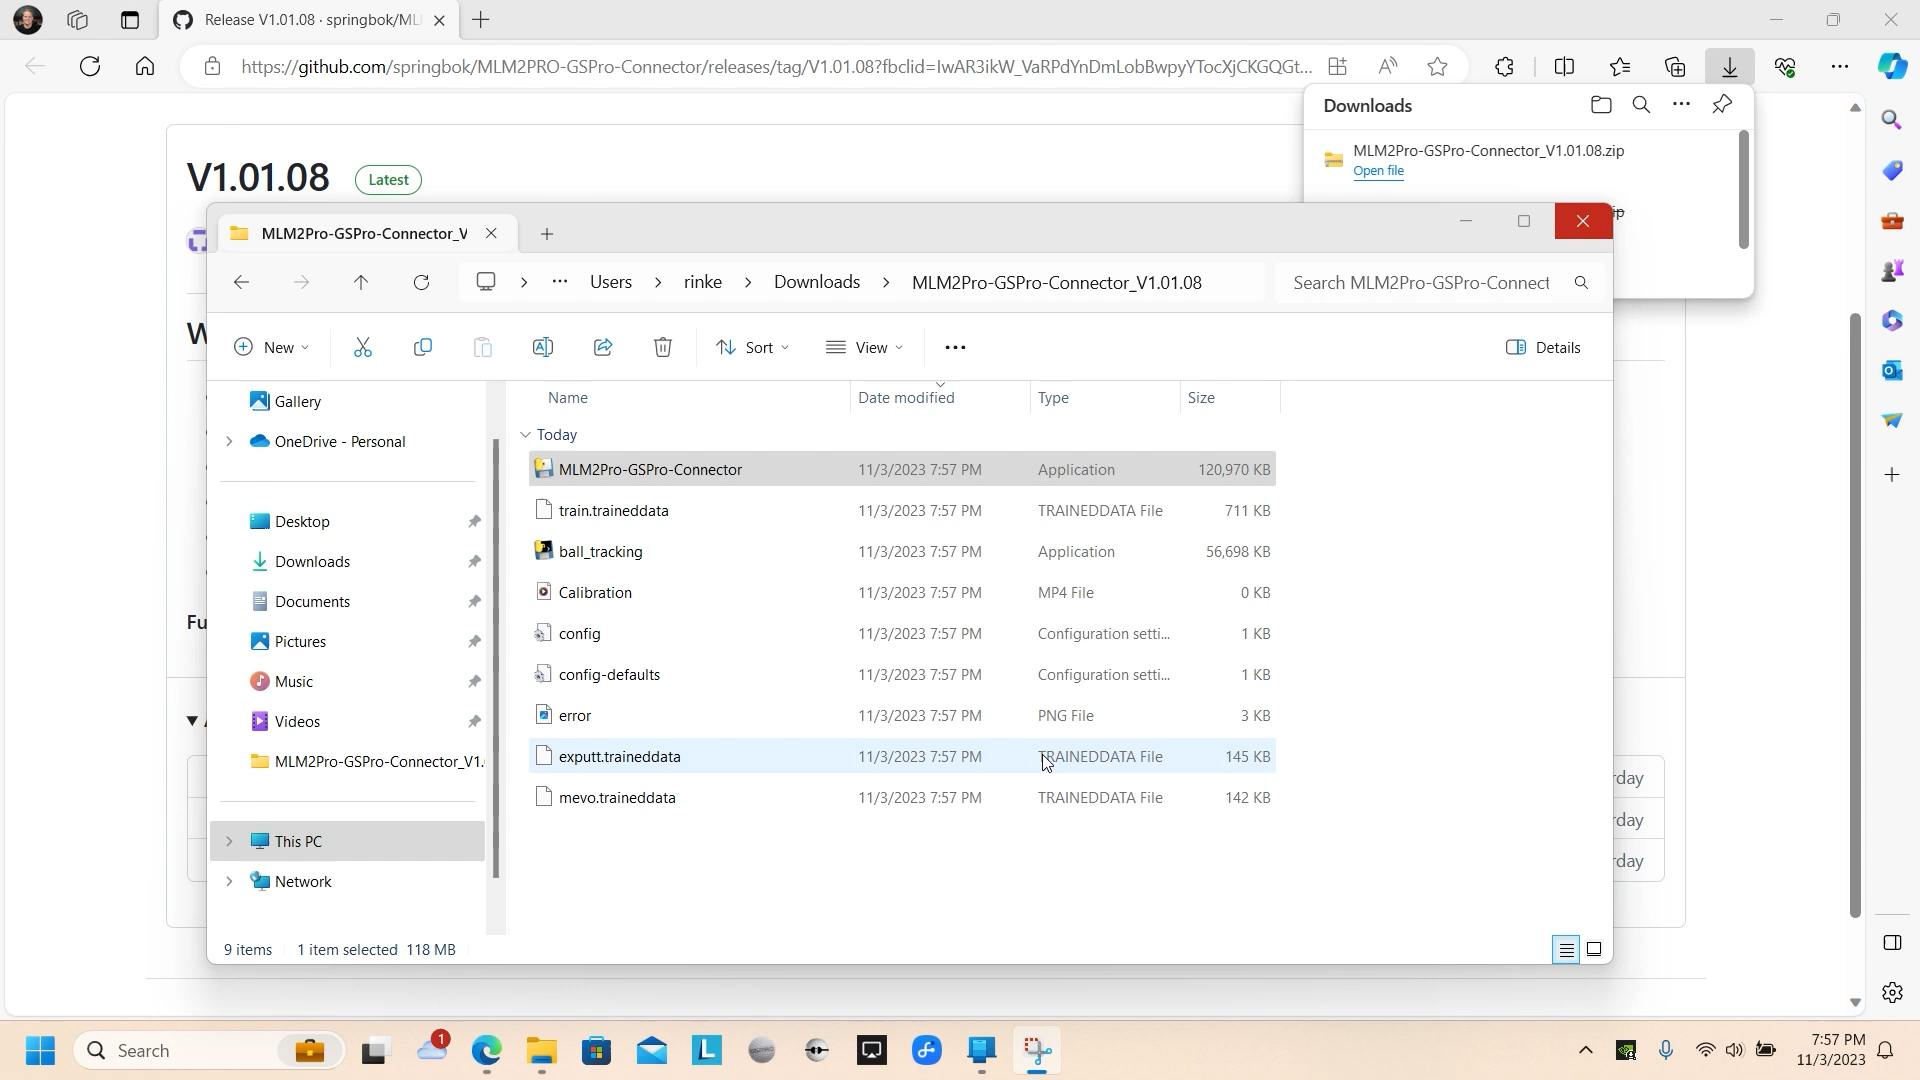 Release V1.01.08 · springbok/ML
https://github.com/springbok/MLM2PRO-GSPro-Connector/releases/tag/V1.01.08?fbclid=IwAR3ikW_VaRPdYnDmLobBwpyYTocXjCKGQGt...
Downloads
MLM2Pro-GSPro-Connector_V1.01.08.zip
Open file
V1.01.08
Latest
MLM2Pro-GSPro-Connector_V
Users
rinke
Downloads
MLM2Pro-GSPro-Connector_V1.01.08
Search MLM2Pro-GSPro-Connect
New
Sort
View
Details
Gallery
OneDrive - Personal
Desktop
Downloads
Documents
Pictures
Music
Videos
MLM2Pro-GSPro-Connector_V1.
This PC
Network
Name Date modified Type Size
Today
MLM2Pro-GSPro-Connector 11/3/2023 7:57 PM Application 120,970 KB
train.traineddata 11/3/2023 7:57 PM TRAINEDDATA File 711 KB
ball_tracking 11/3/2023 7:57 PM Application 56,698 KB
Calibration 11/3/2023 7:57 PM MP4 File 0 KB
config 11/3/2023 7:57 PM Configuration setti... 1 KB
config-defaults 11/3/2023 7:57 PM Configuration setti... 1 KB
error 11/3/2023 7:57 PM PNG File 3 KB
exputt.traineddata 11/3/2023 7:57 PM TRAINEDDATA File 145 KB
mevo.traineddata 11/3/2023 7:57 PM TRAINEDDATA File 142 KB
9 items 1 item selected 118 MB
Fu
rday
rday
rday
Search
1
7:57 PM
11/3/2023